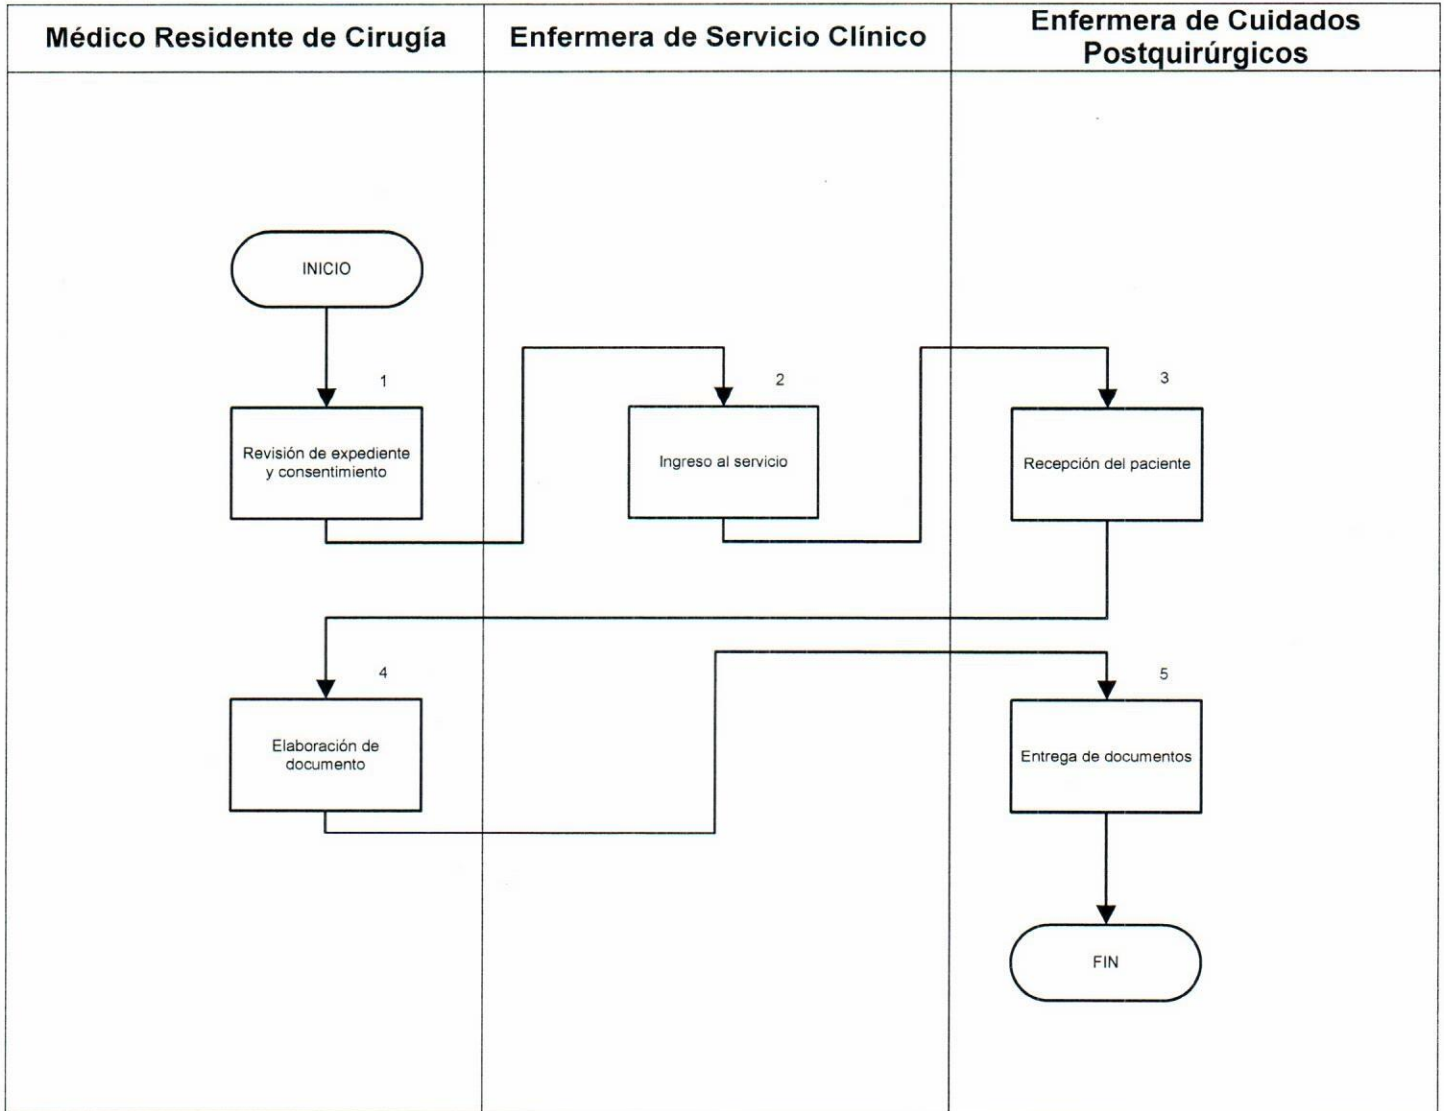 Médico Residente de Cirugía
Enfermera de Servicio Clínico
Enfermera de Cuidados
Postquirúrgicos
INICIO
1
Revisión de expediente
y consentimiento
2
Ingreso al servicio
3
Recepción del paciente
4
Elaboración de
documento
5
Entrega de documentos
FIN